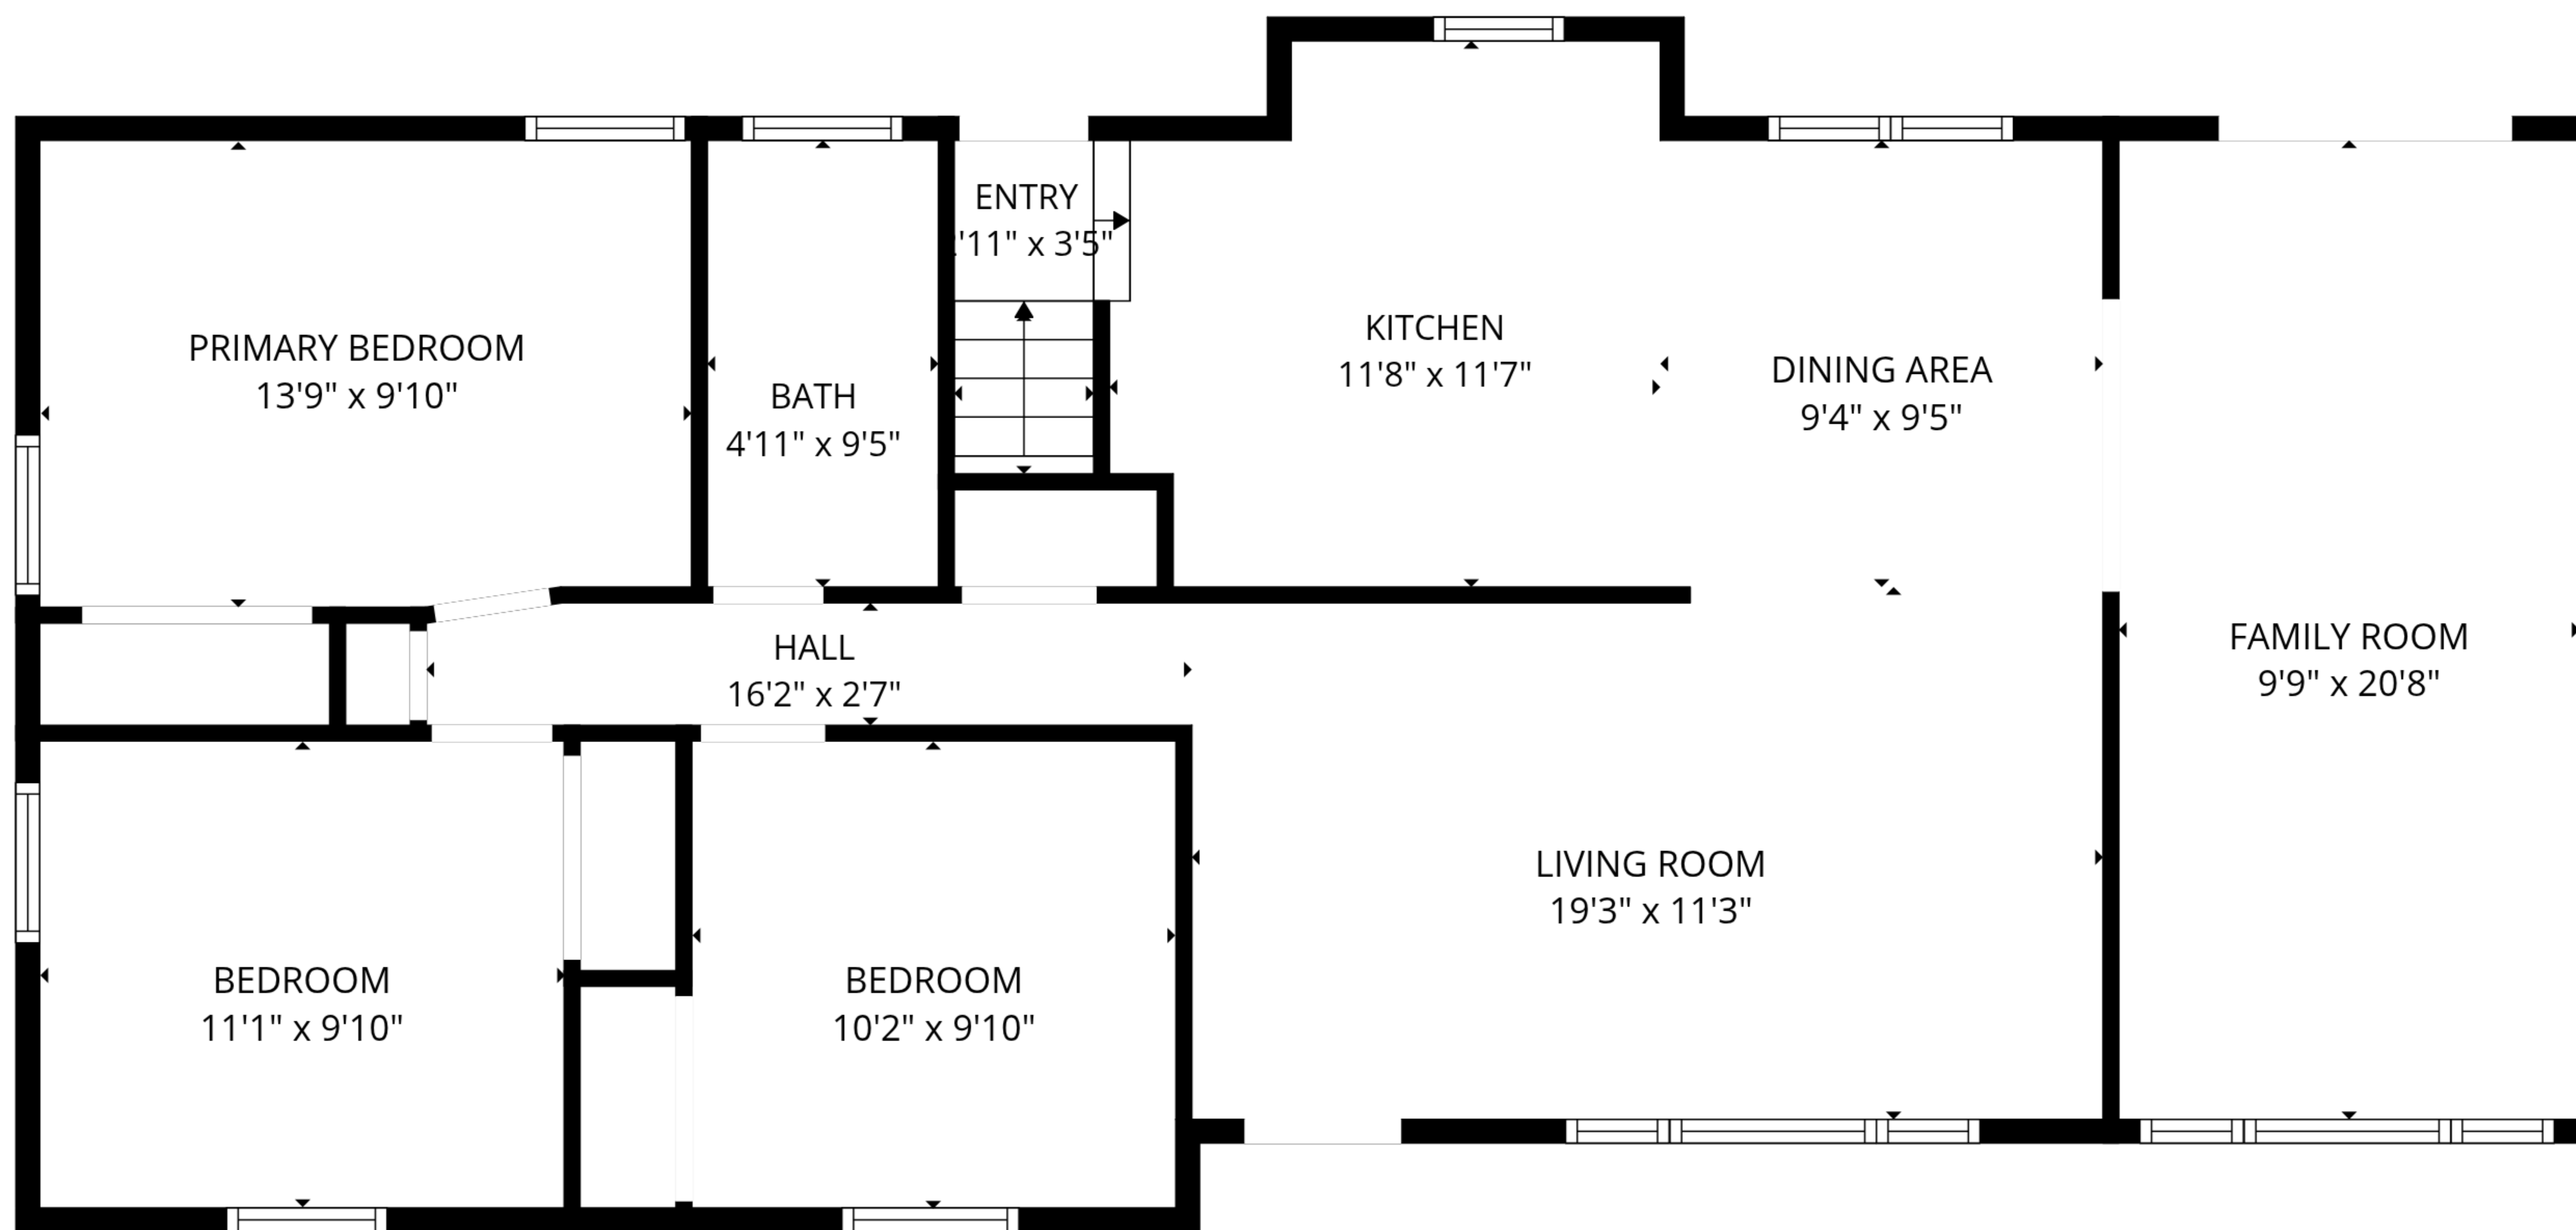 ENTRY
'11" x 3'5"
KITCHEN
11'8" x 11'7"
PRIMARY BEDROOM
13'9" x 9'10"
DINING AREA
9'4" x 9'5"
BATH
4'11" x 9'5"
HALL
16'2" x 2'7"
FAMILY ROOM
9'9" x 20'8"
LIVING ROOM
19'3" x 11'3"
BEDROOM
11'1" x 9'10"
BEDROOM
10'2" x 9'10"